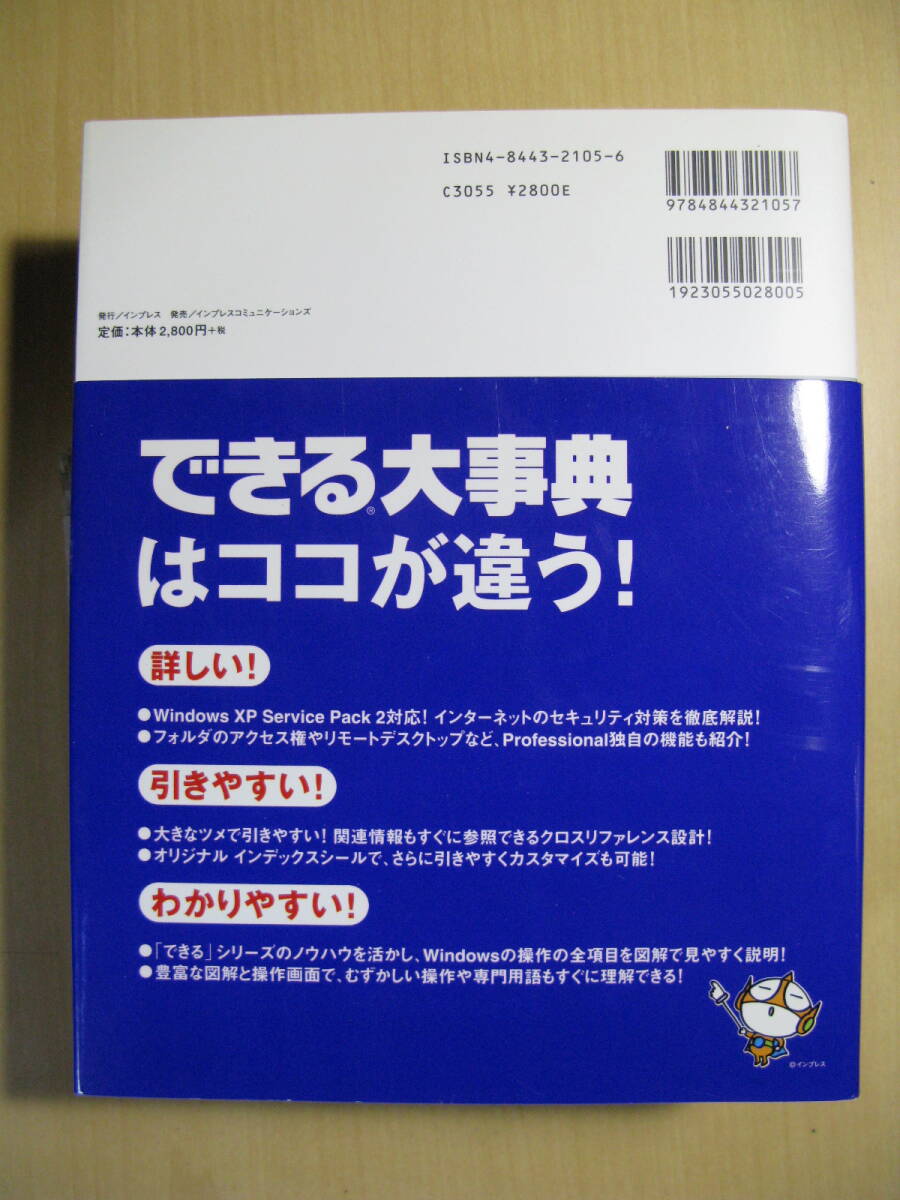 ISBN4-8443-2105-6
C3055 ¥2800E
9784844321057
1923055028005
発行/インプレス 発売/インプレスコミュニケーションズ
定価:本体2,800円+税
できる®大事典
はココが違う!
詳しい!
●Windows XP Service Pack 2対応! インターネットのセキュリティ対策を徹底解説!
●フォルダのアクセス権やリモートデスクトップなど、Professional独自の機能も紹介!
引きやすい!
●大きなツメで引きやすい! 関連情報もすぐに参照できるクロスリファレンス設計!
●オリジナル インデックスシールで、さらに引きやすくカスタマイズも可能!
わかりやすい!
●「できる」シリーズのノウハウを活かし、Windowsの操作の全項目を図解で見やすく説明!
●豊富な図解と操作画面で、むずかしい操作や専門用語もすぐに理解できる!
©インプレス